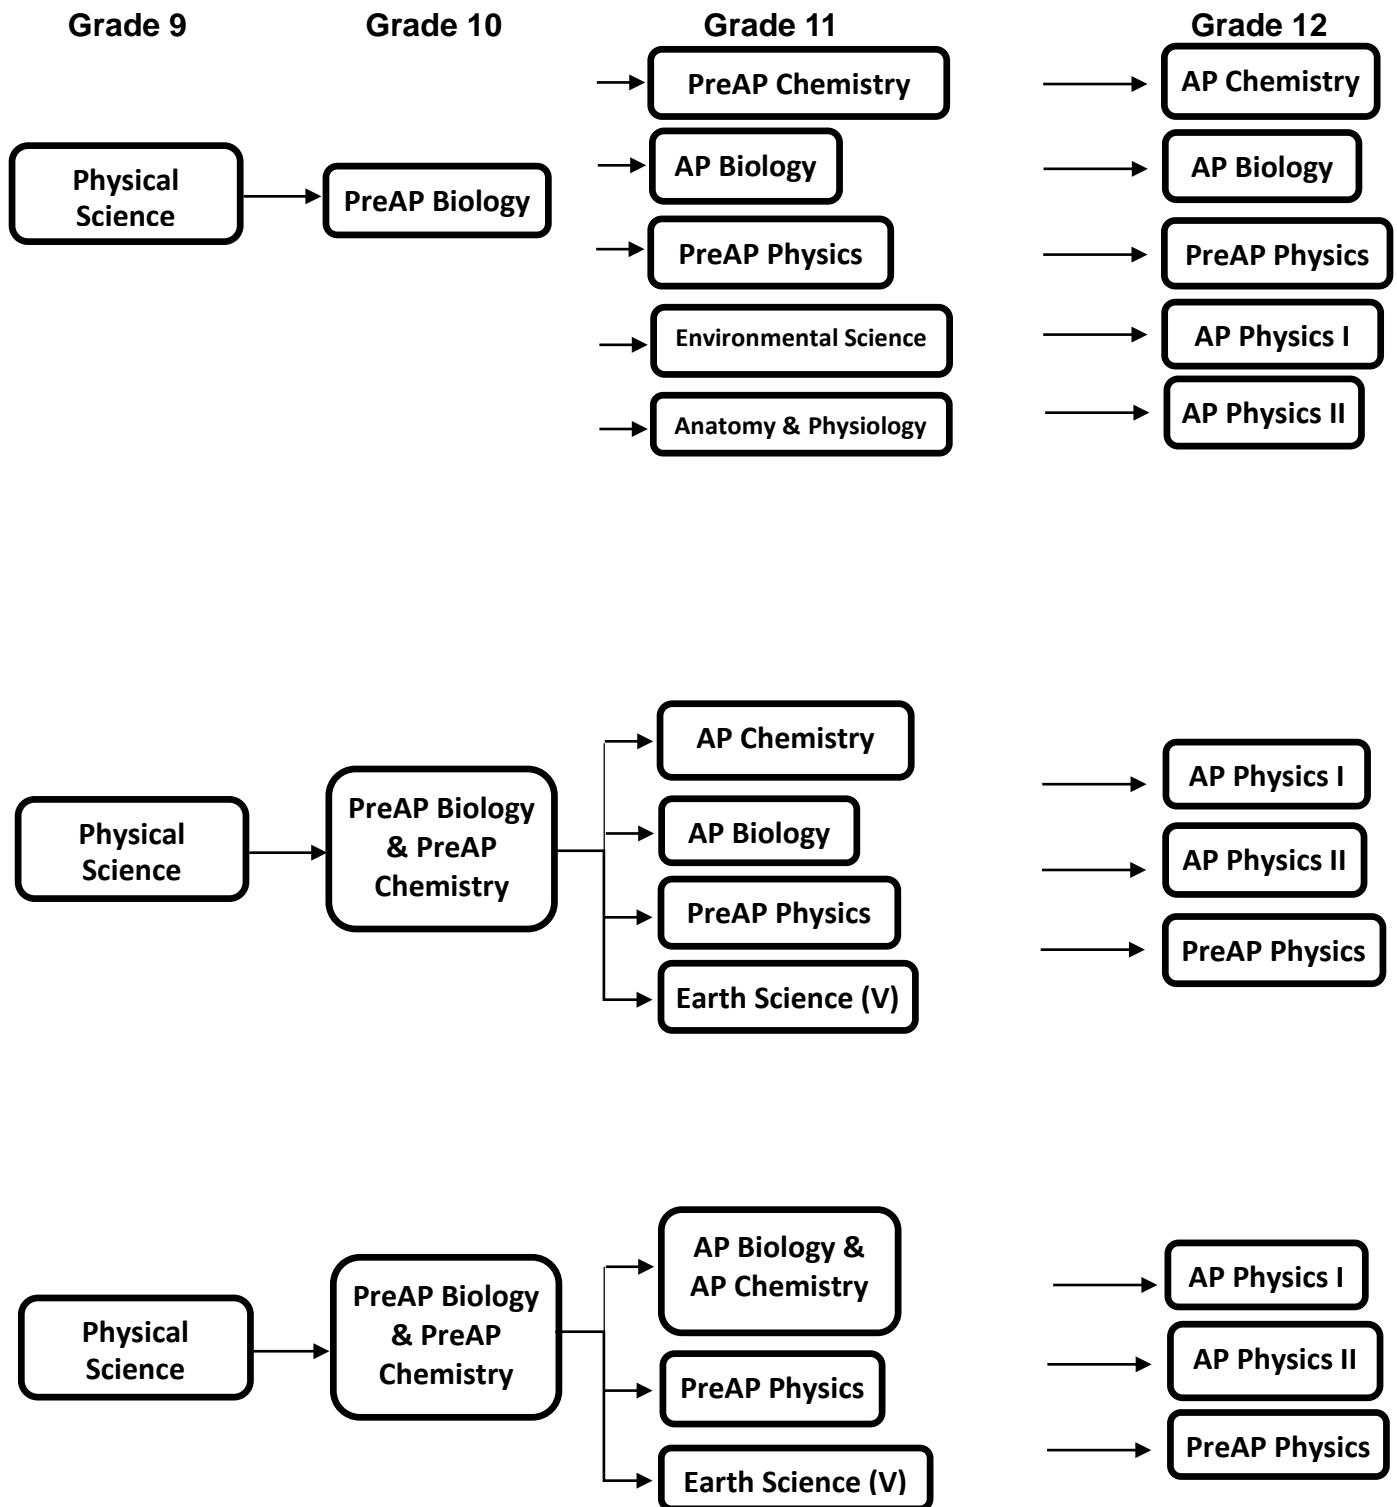 Grade 9
Grade 10
Grade 11
Grade 12
Physical
Science
PreAP Biology
PreAP Chemistry
AP Biology
PreAP Physics
Environmental Science
Anatomy & Physiology
AP Chemistry
AP Biology
PreAP Physics
AP Physics I
AP Physics II
Physical
Science
PreAP Biology
& PreAP
Chemistry
AP Chemistry
AP Biology
PreAP Physics
Earth Science (V)
AP Physics I
AP Physics II
PreAP Physics
Physical
Science
PreAP Biology
& PreAP
Chemistry
AP Biology &
AP Chemistry
PreAP Physics
Earth Science (V)
AP Physics I
AP Physics II
PreAP Physics